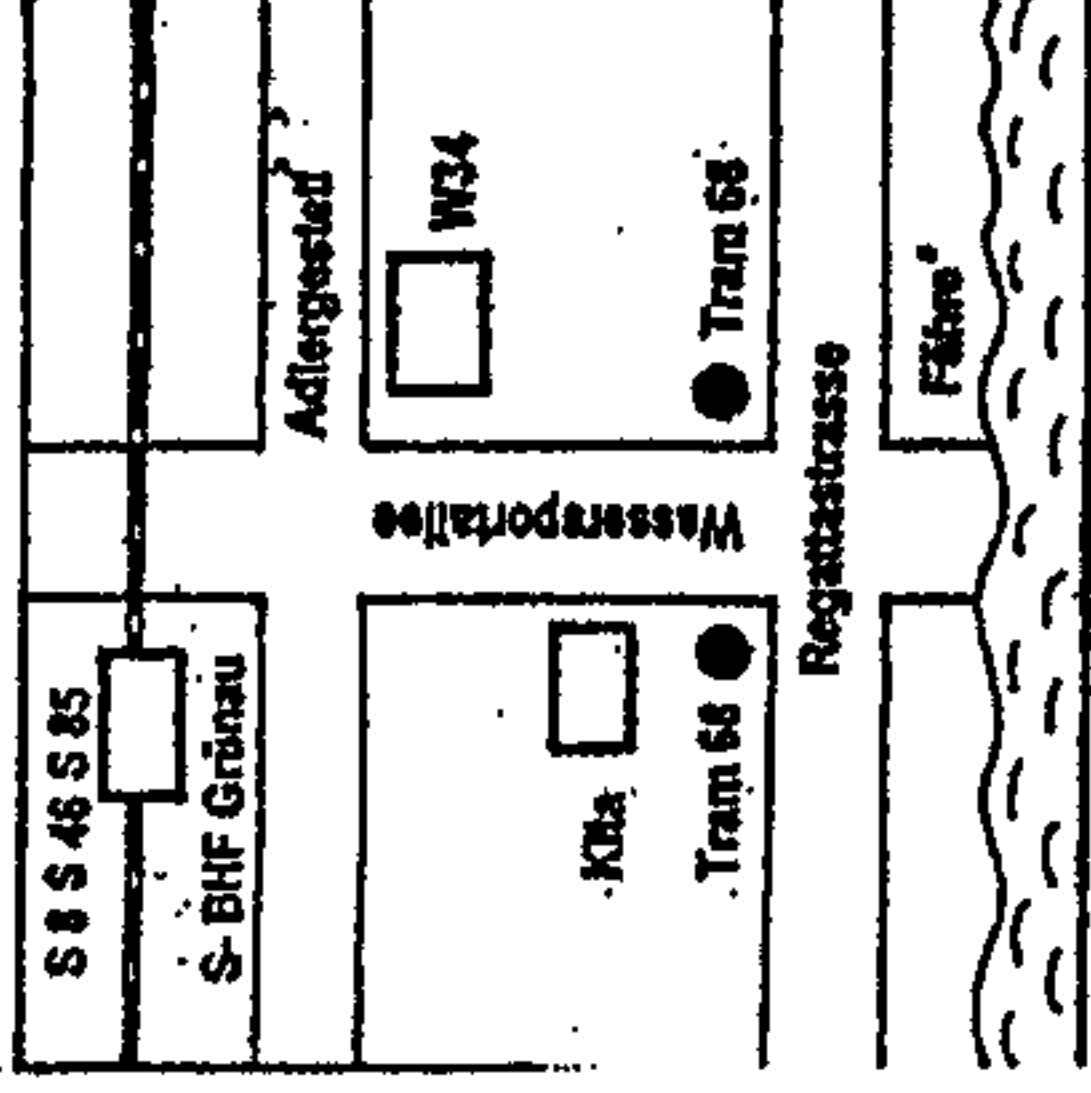 S 8 S 46 S 85
S- BHF Grünau
Adlergestell
W34
Wassersportallee
Kita
Tram 68
Tram 68
Regattastrasse
Fähre